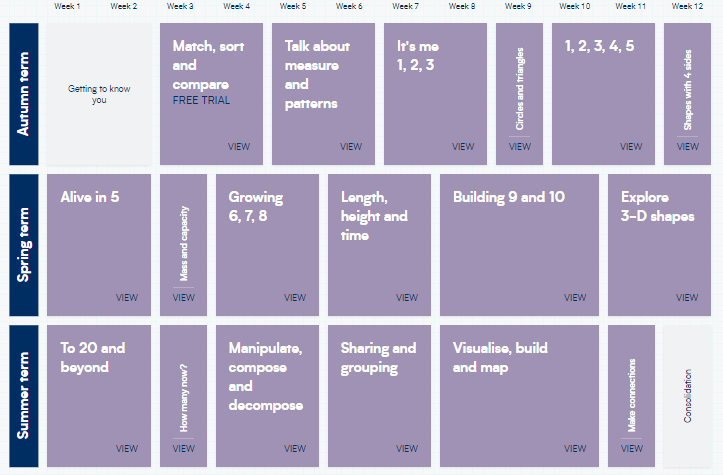 Week 1 Week 2 Week 3 Week 4 Week 5 Week 6 Week 7 Week 8 Week 9 Week 10 Week 11 Week 12
Autumn term
Getting to know
you
Match, sort
and
compare
FREE TRIAL
VIEW
Talk about
measure
and
patterns
VIEW
It's me
1, 2, 3
VIEW
Circles and triangles
VIEW
1, 2, 3, 4, 5
VIEW
Shapes with 4 sides
VIEW
Spring term
Alive in 5
VIEW
Mass and capacity
VIEW
Growing
6, 7, 8
VIEW
Length,
height and
time
VIEW
Building 9 and 10
VIEW
Explore
3-D shapes
VIEW
Summer term
To 20 and
beyond
VIEW
How many now?
VIEW
Manipulate,
compose
and
decompose
VIEW
Sharing and
grouping
VIEW
Visualise, build
and map
VIEW
Make connections
VIEW
Consolidation